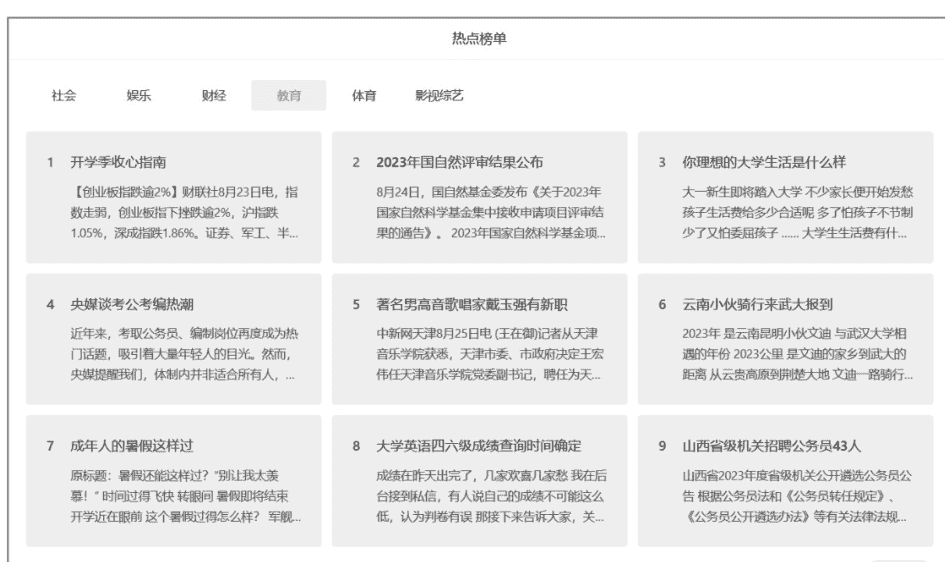 热点榜单
社会 娱乐 财经 教育 体育 影视综艺
1 开学季收心指南
【创业板指跌逾2%】财联社8月23日电，指
数走弱，创业板指下挫跌逾2%，沪指跌
1.05%，深成指跌1.86%。证券、军工、半...
2 2023年国自然评审结果公布
8月24日，国自然基金委发布《关于2023年
国家自然科学基金集中接收申请项目评审结
果的通告》。2023年国家自然科学基金项...
3 你理想的大学生活是什么样
大一新生即将踏入大学 不少家长便开始发愁
孩子生活费给多少合适呢 多了怕孩子不节制
少了又怕委屈孩子 ...... 大学生生活费有什...
4 央媒谈考公考编热潮
近年来，考取公务员、编制岗位再度成为热
门话题，吸引着大量年轻人的目光。然而，
央媒提醒我们，体制内并非适合所有人，...
5 著名男高音歌唱家戴玉强有新职
中新网天津8月25日电 (王在御)记者从天津
音乐学院获悉，天津市委、市政府决定王宏
伟任天津音乐学院党委副书记，聘任为天...
6 云南小伙骑行来武大报到
2023年 是云南昆明小伙文迪 与武汉大学相
遇的年份 2023公里 是文迪的家乡到武大的
距离 从云贵高原到荆楚大地 文迪一路骑行...
7 成年人的暑假这样过
原标题：暑假还能这样过？“别让我太羡
慕！” 时间过得飞快 转眼间 暑假即将结束
开学近在眼前 这个暑假过得怎么样？ 军舰...
8 大学英语四六级成绩查询时间确定
成绩在昨天出完了，几家欢喜几家愁 我在后
台接到私信，有人说自己的成绩不可能这么
低，认为判卷有误 那接下来告诉大家，关...
9 山西省级机关招聘公务员43人
山西省2023年度省级机关公开遴选公务员公
告 根据公务员法和《公务员转任规定》、
《公务员公开遴选办法》等有关法律法规...